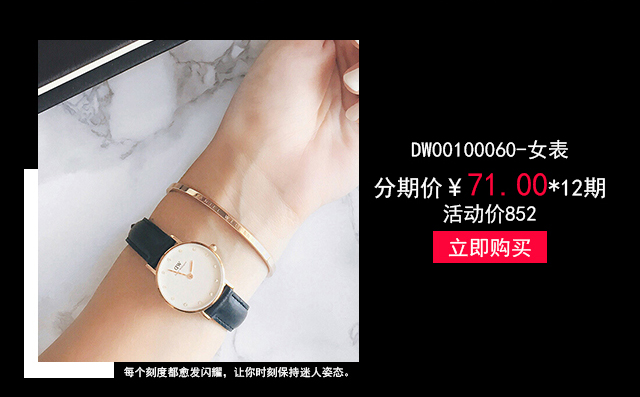 DW00100060-女表
分期价￥71.00*12期
活动价852
立即购买
DW
每个刻度都愈发闪耀，让你时刻保持迷人姿态。